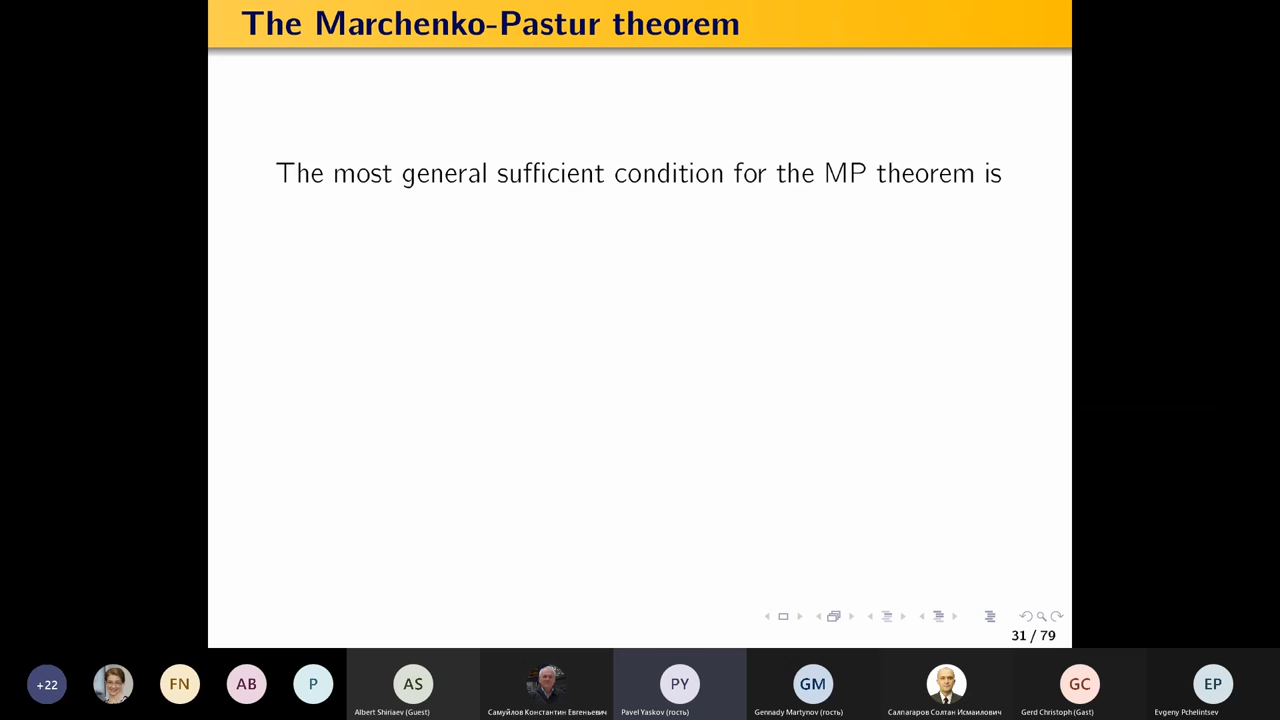 The Marchenko-Pastur theorem
The most general sufficient condition for the MP theorem is
31 / 79
+22
FN
AB
P
AS
PY
GM
GC
EP
Albert Shiriaev (Guest)
Самуйлов Константин Евгеньевич
Pavel Yaskov (гость)
Gennady Martynov (гость)
Салпагаров Солтан Исмаилович
Gerd Christoph (Gast)
Evgeny Pchelintsev